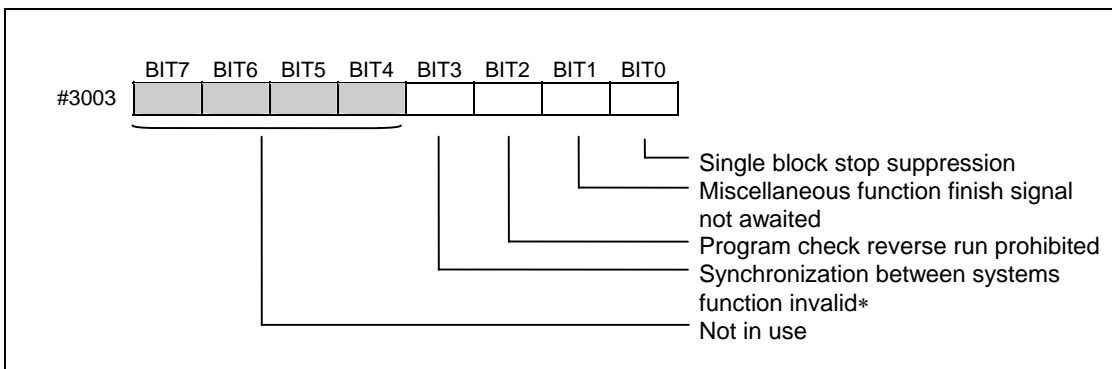 BIT7 BIT6 BIT5 BIT4 BIT3 BIT2 BIT1 BIT0
#3003
Single block stop suppression
Miscellaneous function finish signal
not awaited
Program check reverse run prohibited
Synchronization between systems
function invalid*
Not in use